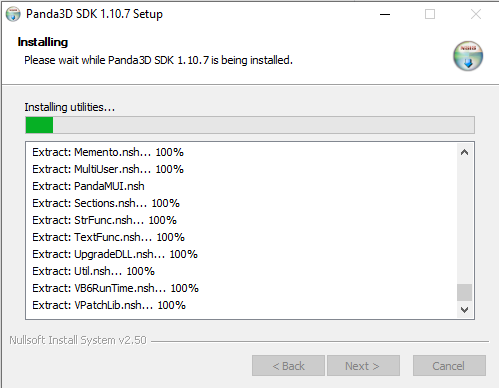 Panda3D SDK 1.10.7 Setup
Installing
Please wait while Panda3D SDK 1.10.7 is being installed.
Installing utilities...
Extract: Memento.nsh... 100%
Extract: MultiUser.nsh... 100%
Extract: PandaMUI.nsh
Extract: Sections.nsh... 100%
Extract: StrFunc.nsh... 100%
Extract: TextFunc.nsh... 100%
Extract: UpgradeDLL.nsh... 100%
Extract: Util.nsh... 100%
Extract: VB6RunTime.nsh... 100%
Extract: VPatchLib.nsh... 100%
Nullsoft Install System v2.50
< Back Next > Cancel